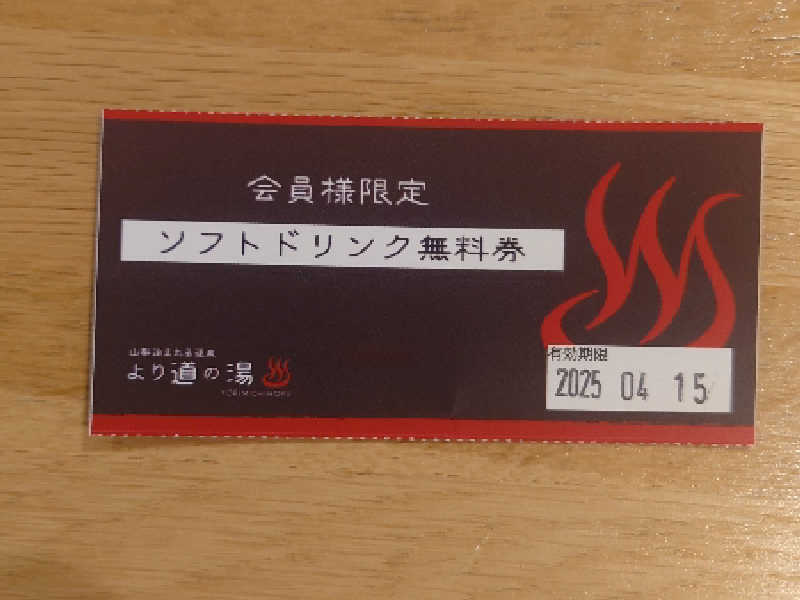 会員様限定
ソフトドリンク無料券
より道の湯
YORIMICHINOYU
有効期限
2025 04 15